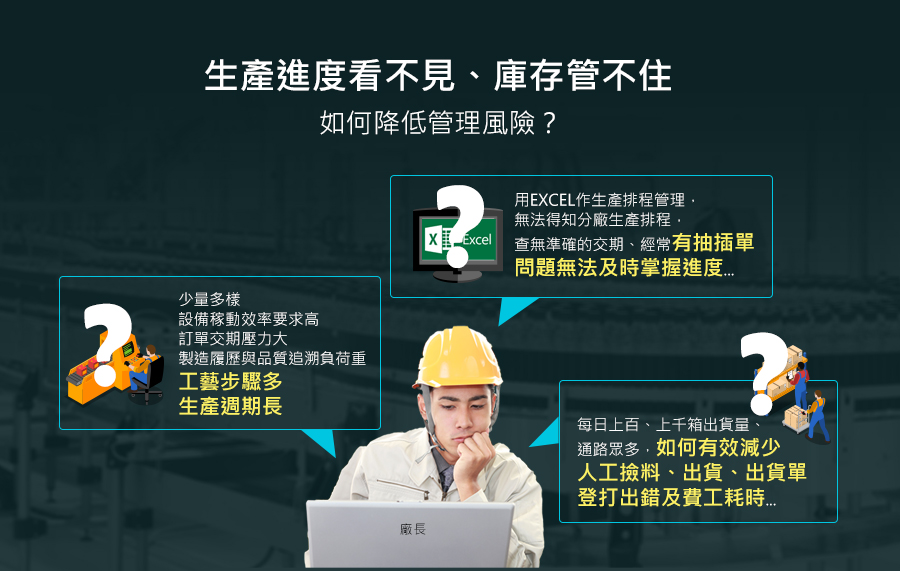 生產進度看不見、庫存管不住
如何降低管理風險？
用EXCEL作生產排程管理，
無法得知分廠生產排程，
查無準確的交期、經常有抽插單
問題無法及時掌握進度...
X Excel
少量多樣
設備稼動效率要求高
訂單交期壓力大
製造履歷與品質追溯負荷重
工藝步驟多
生產週期長
每日上百、上千箱出貨量、
通路眾多，如何有效減少
人工撿料、出貨、出貨單
登打出錯及費工耗時...
廠長